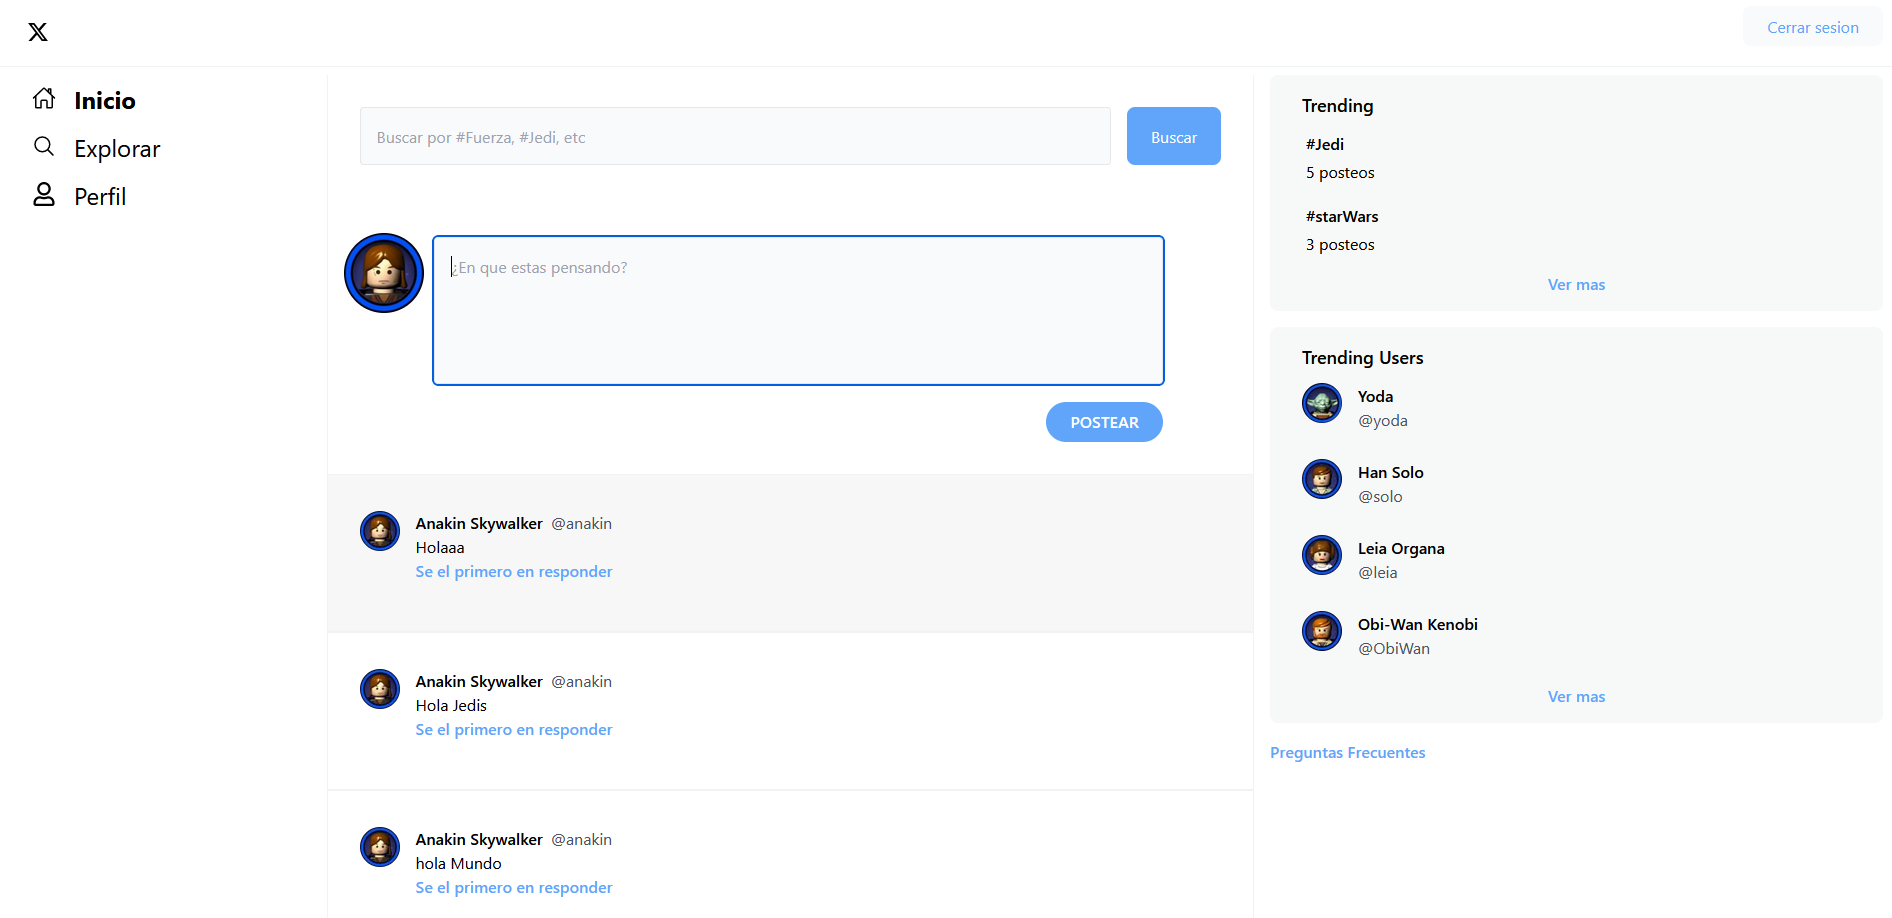 Cerrar sesion
Inicio
Explorar
Perfil
Buscar por #Fuerza, #Jedi, etc
Buscar
¿En que estas pensando?
POSTEAR
Anakin Skywalker @anakin
Holaaa
Se el primero en responder
Anakin Skywalker @anakin
Hola Jedis
Se el primero en responder
Anakin Skywalker @anakin
hola Mundo
Se el primero en responder
Trending
#Jedi
5 posteos
#starWars
3 posteos
Ver mas
Trending Users
Yoda
@yoda
Han Solo
@solo
Leia Organa
@leia
Obi-Wan Kenobi
@ObiWan
Ver mas
Preguntas Frecuentes